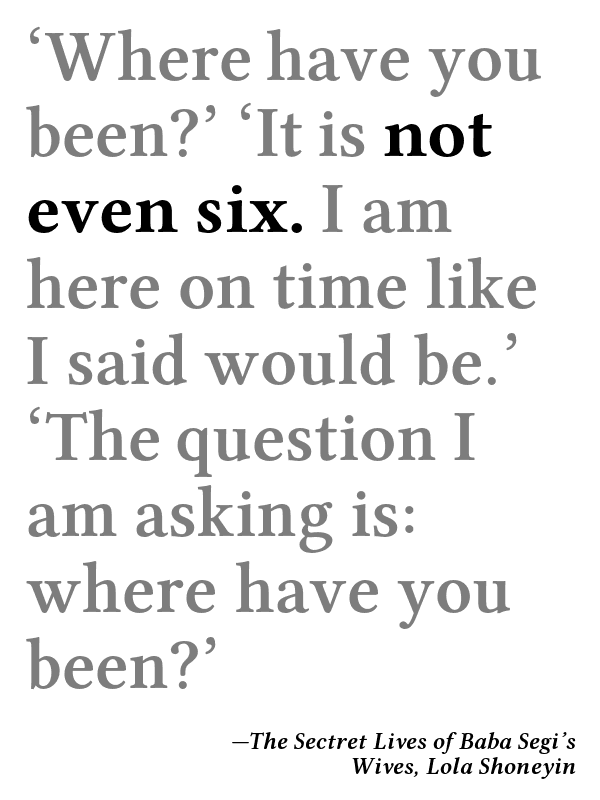 ‘Where have you
been?’ ‘It is not
even six. I am
here on time like
I said would be.’
‘The question I
am asking is:
where have you
been?’
—The Sectret Lives of Baba Segi’s
Wives, Lola Shoneyin